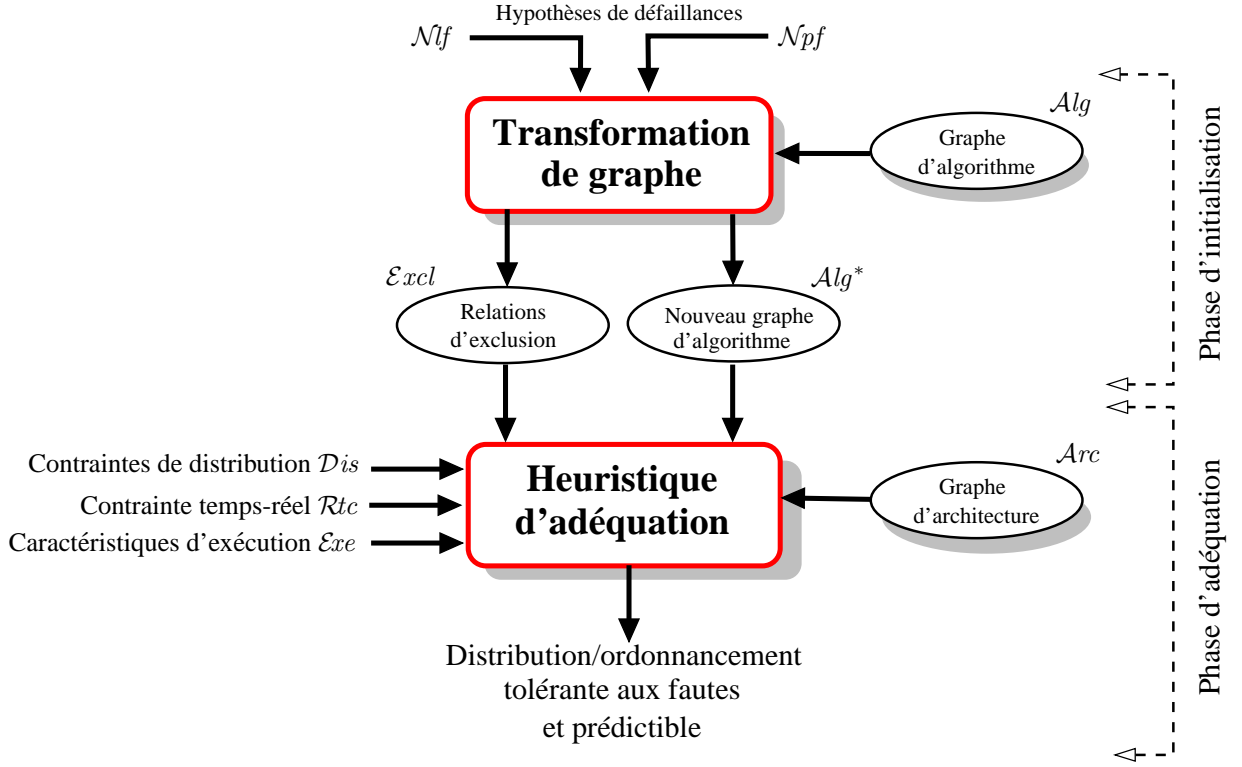 Hypothèses de défaillances
Nlf
Npf
Alg
Transformation
de graphe
Graphe
d’algorithme
Phase d’initialisation
Excl
Alg*
Relations
d’exclusion
Nouveau graphe
d’algorithme
Contraintes de distribution Dis
Contrainte temps-réel Rtc
Caractéristiques d’exécution Exe
Heuristique
d’adéquation
Arc
Graphe
d’architecture
Phase d’adéquation
Distribution/ordonnancement
tolérante aux fautes
et prédictible